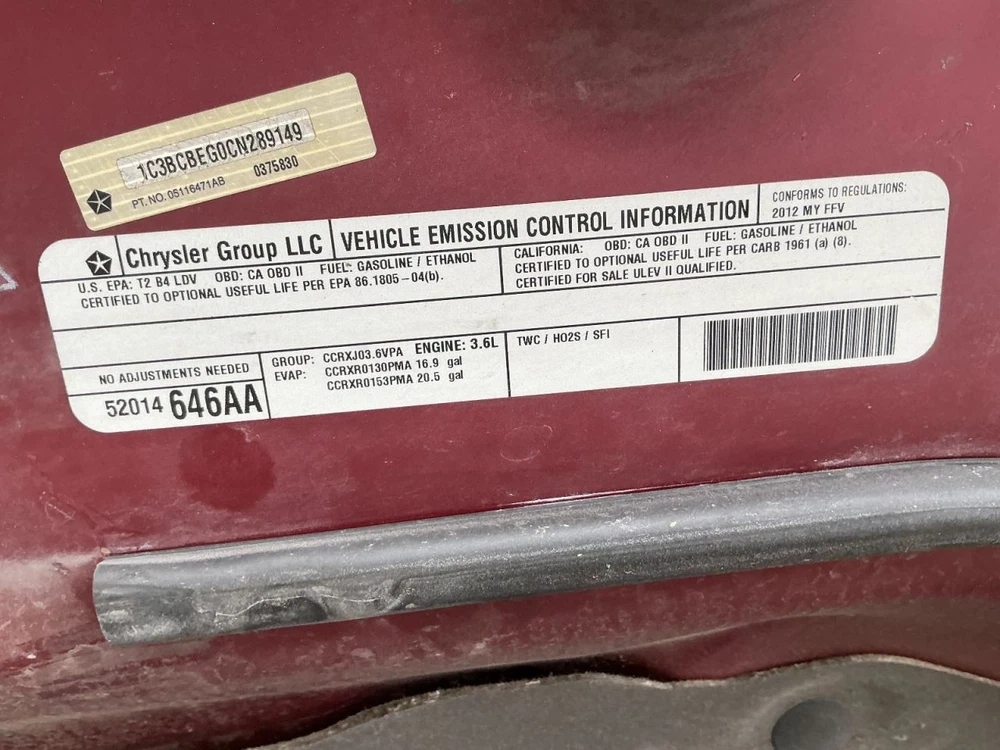 1C3BCBEG0CN289149
PT. NO. 05116471AB 0375830
Chrysler Group LLC
VEHICLE EMISSION CONTROL INFORMATION
CONFORMS TO REGULATIONS:
2012 MY FFV
U.S. EPA: T2 B4 LDV OBD: CA OBD II FUEL: GASOLINE / ETHANOL
CERTIFIED TO OPTIONAL USEFUL LIFE PER EPA 86.1805-04(b).
CALIFORNIA: OBD: CA OBD II FUEL: GASOLINE / ETHANOL
CERTIFIED TO OPTIONAL USEFUL LIFE PER CARB 1961 (a) (8).
CERTIFIED FOR SALE ULEV II QUALIFIED.
NO ADJUSTMENTS NEEDED
52014 646AA
GROUP: CCRXJ03.6VPA ENGINE: 3.6L
EVAP: CCRXR0130PMA 16.9 gal
CCRXR0153PMA 20.5 gal
TWC / HO2S / SFI